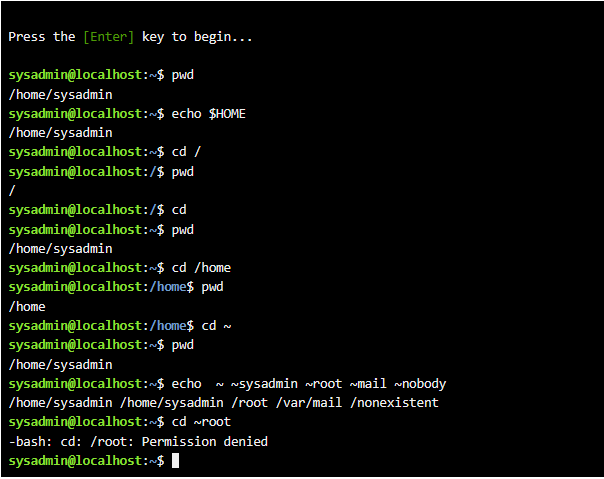 Press the [Enter] key to begin...
sysadmin@localhost:~$ pwd
/home/sysadmin
sysadmin@localhost:~$ echo $HOME
/home/sysadmin
sysadmin@localhost:~$ cd /
sysadmin@localhost:/$ pwd
/
sysadmin@localhost:/$ cd
sysadmin@localhost:~$ pwd
/home/sysadmin
sysadmin@localhost:~$ cd /home
sysadmin@localhost:/home$ pwd
/home
sysadmin@localhost:/home$ cd ~
sysadmin@localhost:~$ pwd
/home/sysadmin
sysadmin@localhost:~$ echo  ~ ~sysadmin ~root ~mail ~nobody
/home/sysadmin /home/sysadmin /root /var/mail /nonexistent
sysadmin@localhost:~$ cd ~root
-bash: cd: /root: Permission denied
sysadmin@localhost:~$